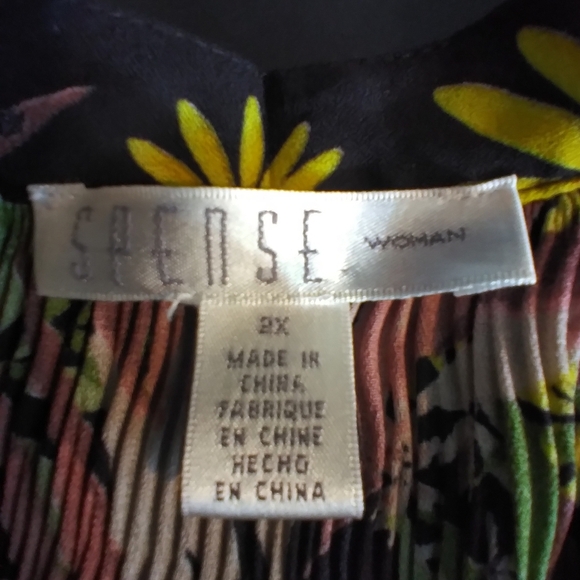 SPENSE. WOMAN
2X
MADE IN
CHINA
FABRIQUE
EN CHINE
HECHO
EN CHINA